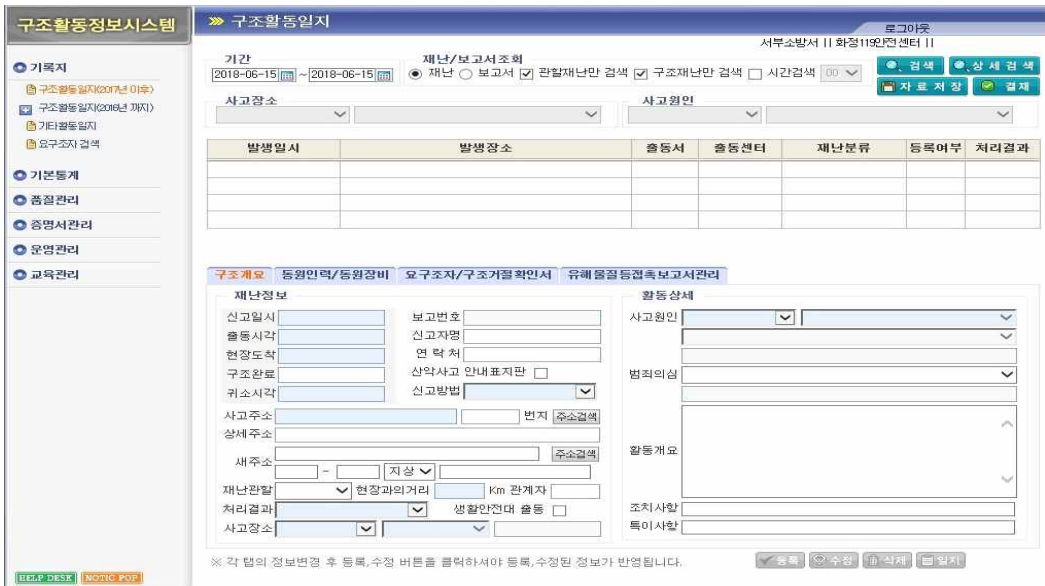 구조활동정보시스템
구조활동일지
로그아웃
서부소방서 || 화정119안전센터 ||
기록지
구조활동일지(2017년 이후)
구조활동일지(2016년 까지)
기타활동일지
요구조자 검색
기본통계
품질관리
증명서관리
운영관리
교육관리
HELP DESK NOTIC POP
기간 재난/보고서조회
2018-06-15 ~ 2018-06-15 재난 보고서 관할재난만 검색 구조재난만 검색 시간검색 00
검색 상세검색
자료저장 결재
사고장소 사고원인
발생일시 발생장소 출동서 출동센터 재난분류 등록여부 처리결과
구조개요 동원인력/동원장비 요구조자/구조거절확인서 유해물질등접촉보고서관리
재난정보
신고일시 보고번호
출동시각 신고자명
현장도착 연락처
구조완료 산악사고 안내표지판
귀소시각 신고방법
사고주소 번지 주소검색
상세주소
새주소 주소검색
- 지상
재난관할 현장과의거리 Km 관계자
처리결과 생활안전대 출동
사고장소
활동상세
사고원인
범죄의심
활동개요
조치사항
특이사항
※ 각 탭의 정보변경 후 등록,수정 버튼을 클릭하셔야 등록,수정된 정보가 반영됩니다.
등록 수정 삭제 일지